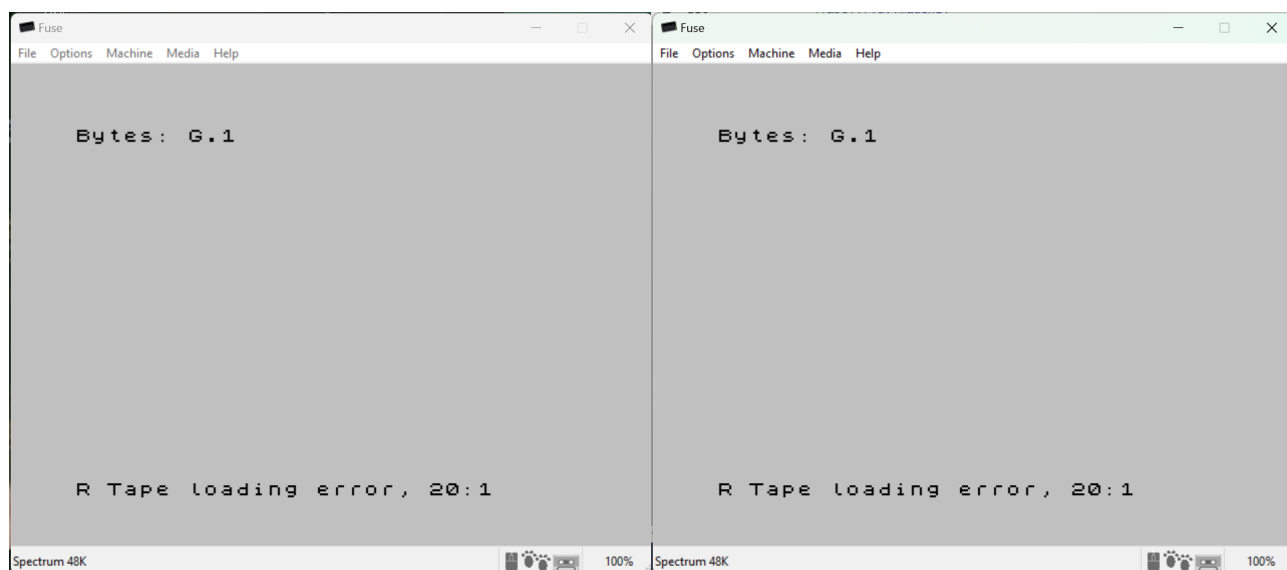 Fuse
File Options Machine Media Help
Bytes: G.1
R Tape loading error, 20:1
Spectrum 48K 100%
Fuse
File Options Machine Media Help
Bytes: G.1
R Tape loading error, 20:1
Spectrum 48K 100%